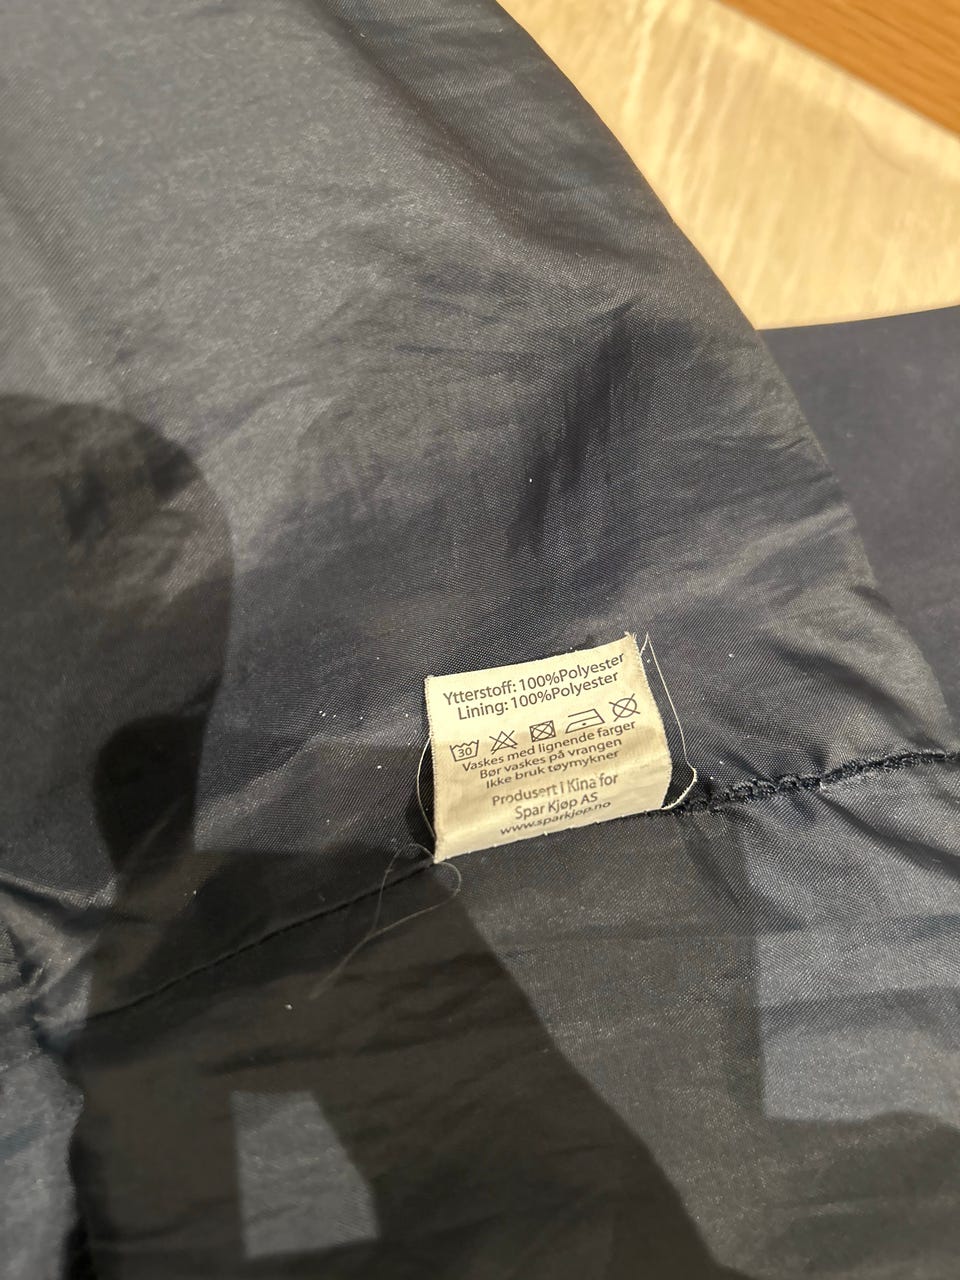 Ytterstoff: 100%Polyester
Lining: 100%Polyester
30
Vaskes med lignende farger
Bør vaskes på vrangen
Ikke bruk tøymykner
Produsert I Kina for
Spar Kjøp AS
www.sparkjop.no